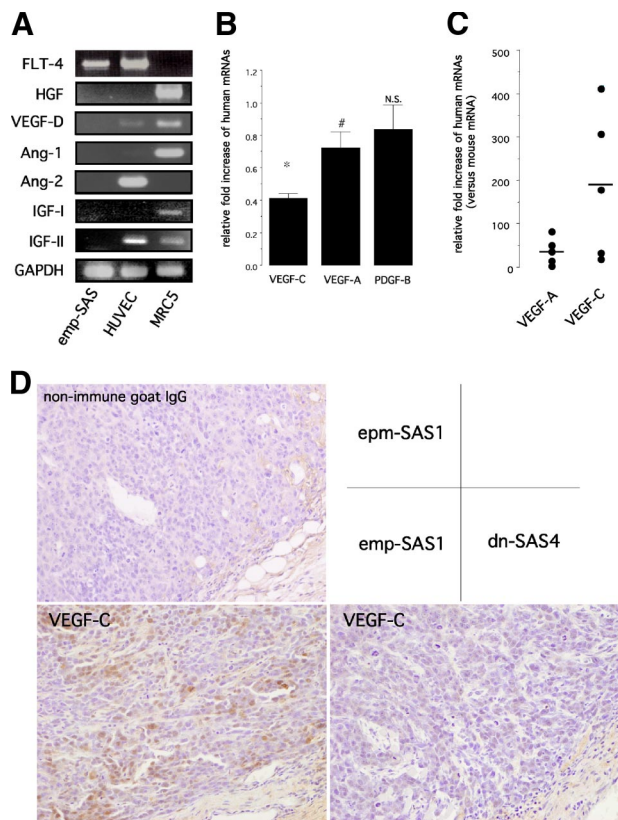 A
FLT-4
HGF
VEGF-D
Ang-1
Ang-2
IGF-I
IGF-II
GAPDH
emp-SAS
HUVEC
MRC5
B
relative fold increase of human mRNAs
1.4
1.2
1.0
0.8
0.6
0.4
0.2
0.0
*
#
N.S.
VEGF-C VEGF-A PDGF-B
C
relative fold increase of human mRNAs
(versus mouse mRNA)
500
400
300
200
100
0
VEGF-A
VEGF-C
D
non-immune goat IgG
epm-SAS1
emp-SAS1 dn-SAS4
VEGF-C
VEGF-C